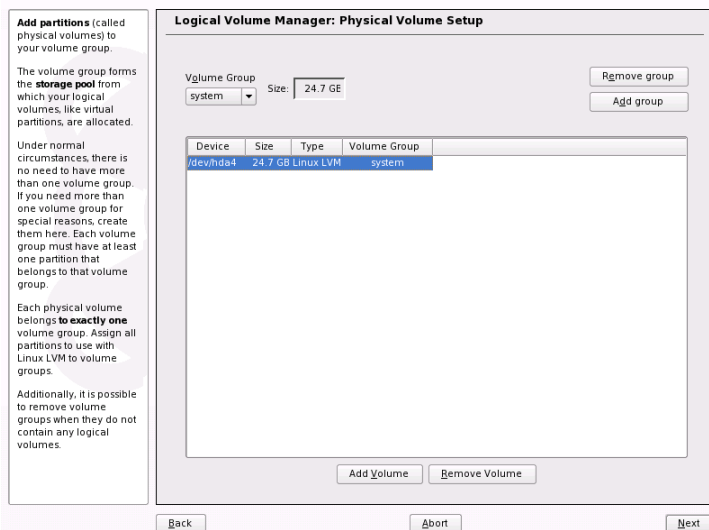 Add partitions (called
physical volumes) to
your volume group.
The volume group forms
the storage pool from
which your logical
volumes, like virtual
partitions, are allocated.
Under normal
circumstances, there is
no need to have more
than one volume group.
If you need more than
one volume group for
special reasons, create
them here. Each volume
group must have at least
one partition that
belongs to that volume
group.
Each physical volume
belongs to exactly one
volume group. Assign all
partitions to use with
Linux LVM to volume
groups.
Additionally, it is possible
to remove volume
groups when they do not
contain any logical
volumes.
Logical Volume Manager: Physical Volume Setup
Volume Group
system
Size: 24.7 GB
Remove group
Add group
Device Size Type Volume Group
/dev/hda4 24.7 GB Linux LVM system
Add Volume Remove Volume
Back Abort Next